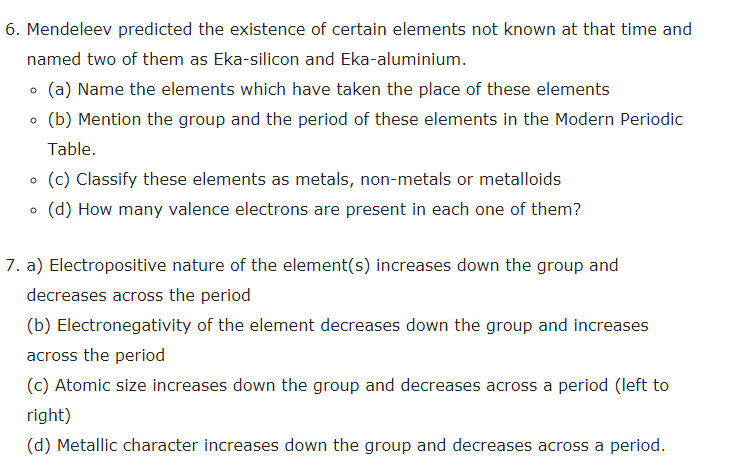 6. Mendeleev predicted the existence of certain elements not known at that time and
named two of them as Eka-silicon and Eka-aluminium.
◦ (a) Name the elements which have taken the place of these elements
◦ (b) Mention the group and the period of these elements in the Modern Periodic
Table.
◦ (c) Classify these elements as metals, non-metals or metalloids
◦ (d) How many valence electrons are present in each one of them?
7. a) Electropositive nature of the element(s) increases down the group and
decreases across the period
(b) Electronegativity of the element decreases down the group and increases
across the period
(c) Atomic size increases down the group and decreases across a period (left to
right)
(d) Metallic character increases down the group and decreases across a period.